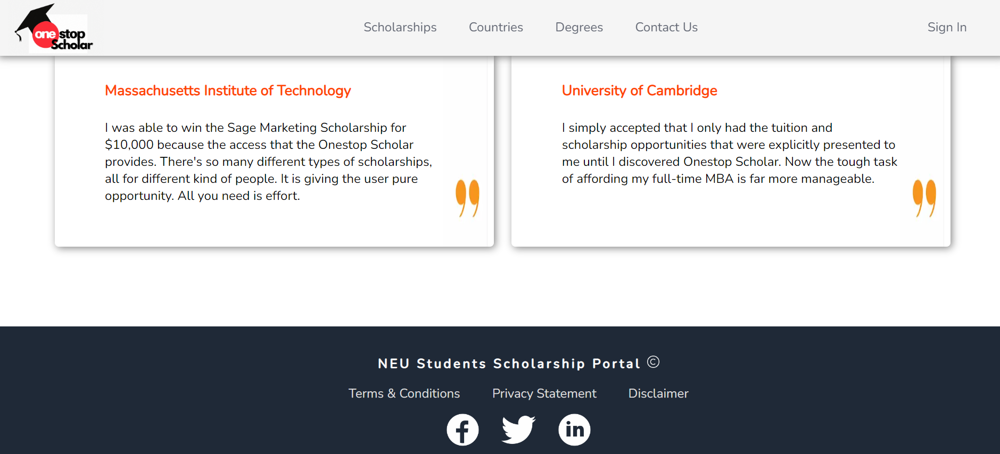 one stop
Scholar
Scholarships Countries Degrees Contact Us Sign In
Massachusetts Institute of Technology
I was able to win the Sage Marketing Scholarship for
$10,000 because the access that the Onestop Scholar
provides. There's so many different types of scholarships,
all for different kind of people. It is giving the user pure
opportunity. All you need is effort.
University of Cambridge
I simply accepted that I only had the tuition and
scholarship opportunities that were explicitly presented to
me until I discovered Onestop Scholar. Now the tough task
of affording my full-time MBA is far more manageable.
NEU Students Scholarship Portal ©
Terms & Conditions Privacy Statement Disclaimer